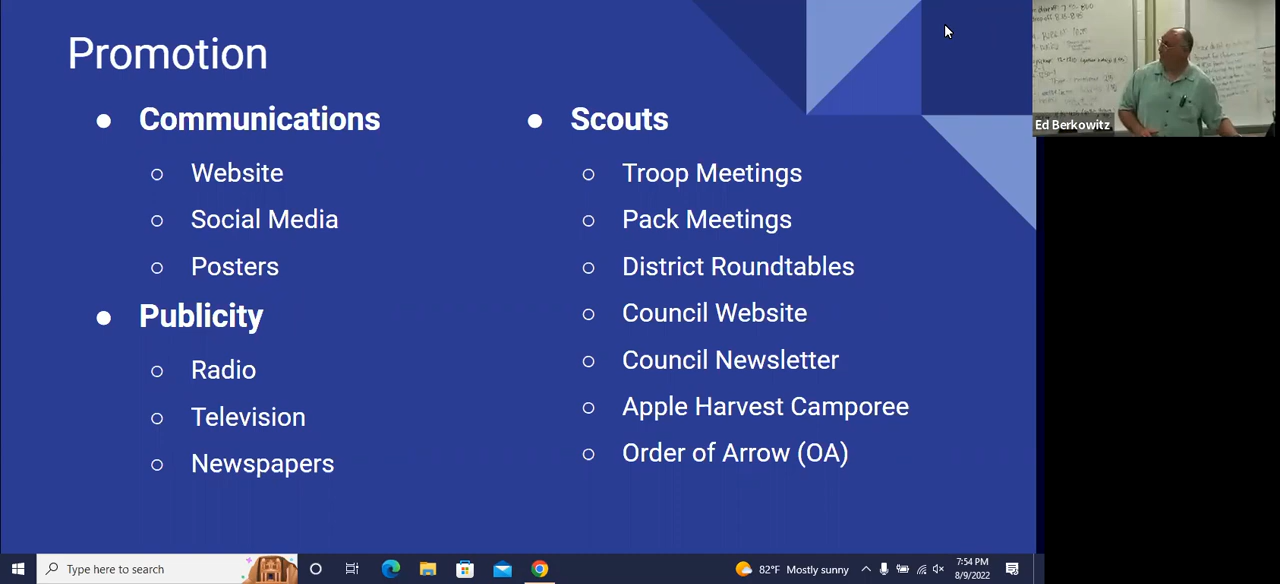 Promotion
Communications
Website
Social Media
Posters
Publicity
Radio
Television
Newspapers
Scouts
Troop Meetings
Pack Meetings
District Roundtables
Council Website
Council Newsletter
Apple Harvest Camporee
Order of Arrow (OA)
Ed Berkowitz
Type here to search
82°F Mostly sunny
7:54 PM
8/9/2022